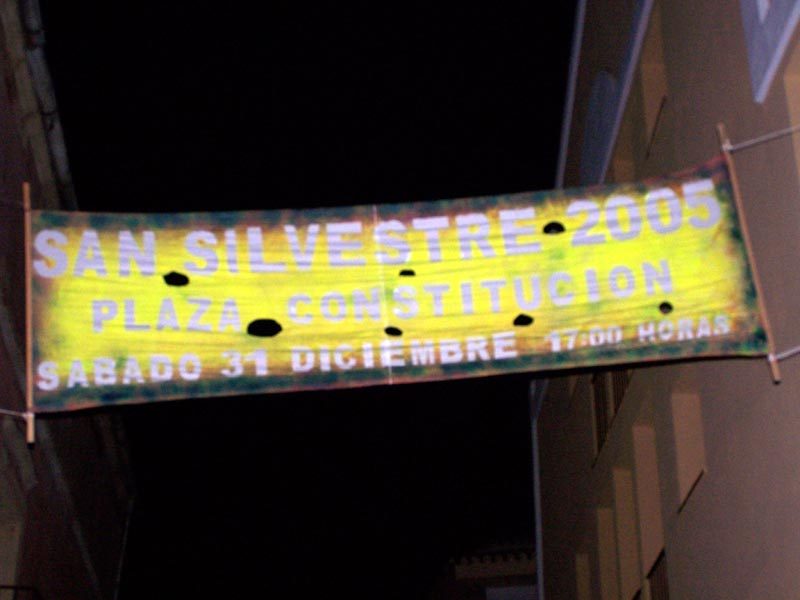 SAN SILVESTRE 2005
PLAZA CONSTITUCION
SABADO 31 DICIEMBRE 17:00 HORAS